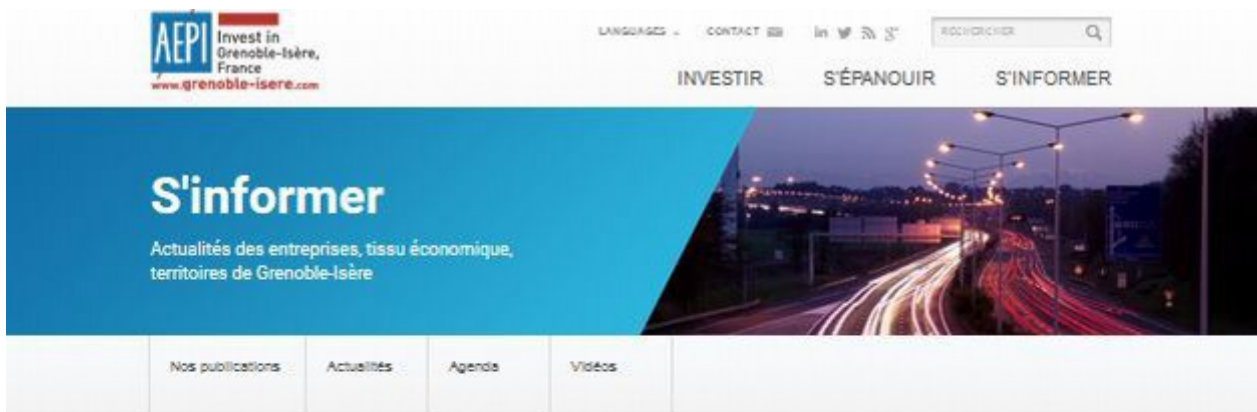 AEPI
Invest in
Grenoble-Isère,
France
www.grenoble-isere.com
LANGUAGES CONTACT
RECHERCHER
INVESTIR S'ÉPANOUIR S'INFORMER
S'informer
Actualités des entreprises, tissu économique,
territoires de Grenoble-Isère
Nos publications Actualités Agenda Vidéos